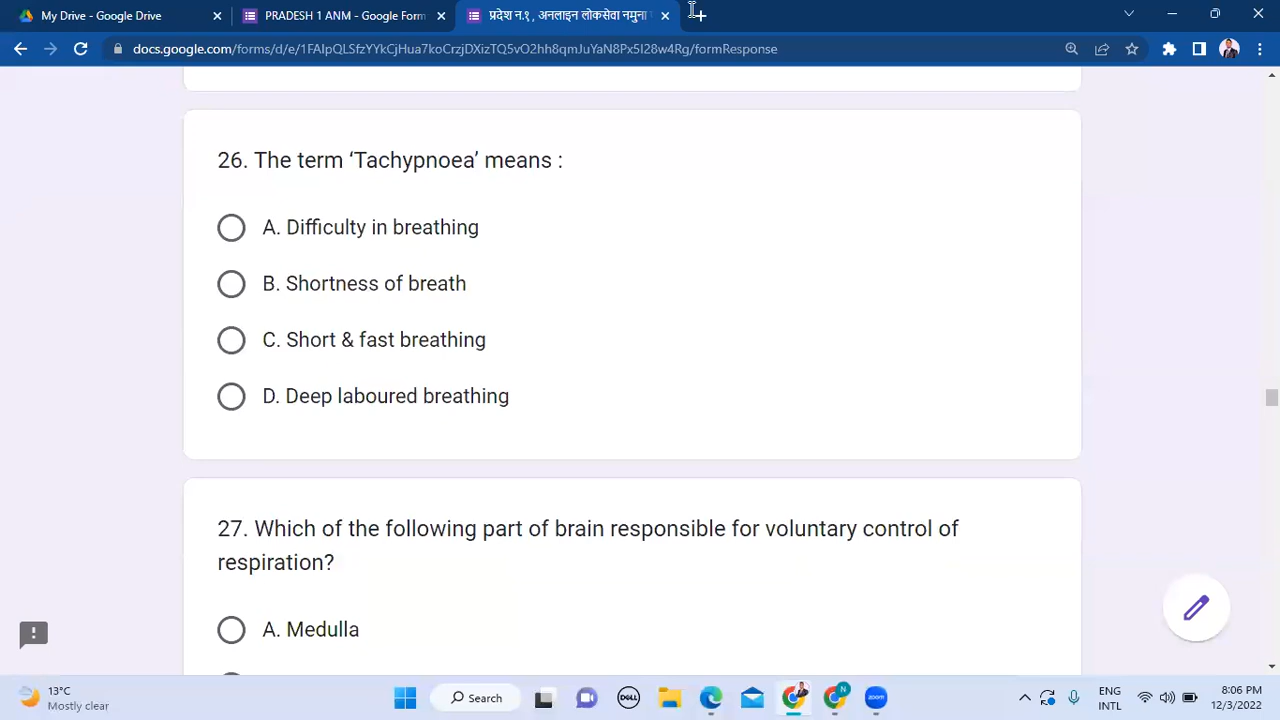 My Drive - Google Drive
PRADESH 1 ANM - Google Form
प्रदेश न.१, अनलाइन लोकसेवा नमुना
docs.google.com/forms/d/e/1FAIpQLSfzYYkCjHua7koCrzjDXizTQ5vO2hh8qmJuYaN8Px5I28w4Rg/formResponse
26. The term ‘Tachypnoea’ means :
A. Difficulty in breathing
B. Shortness of breath
C. Short & fast breathing
D. Deep laboured breathing
27. Which of the following part of brain responsible for voluntary control of
respiration?
A. Medulla
13°C
Mostly clear
Search
DELL
N
zoom
ENG
INTL
8:06 PM
12/3/2022